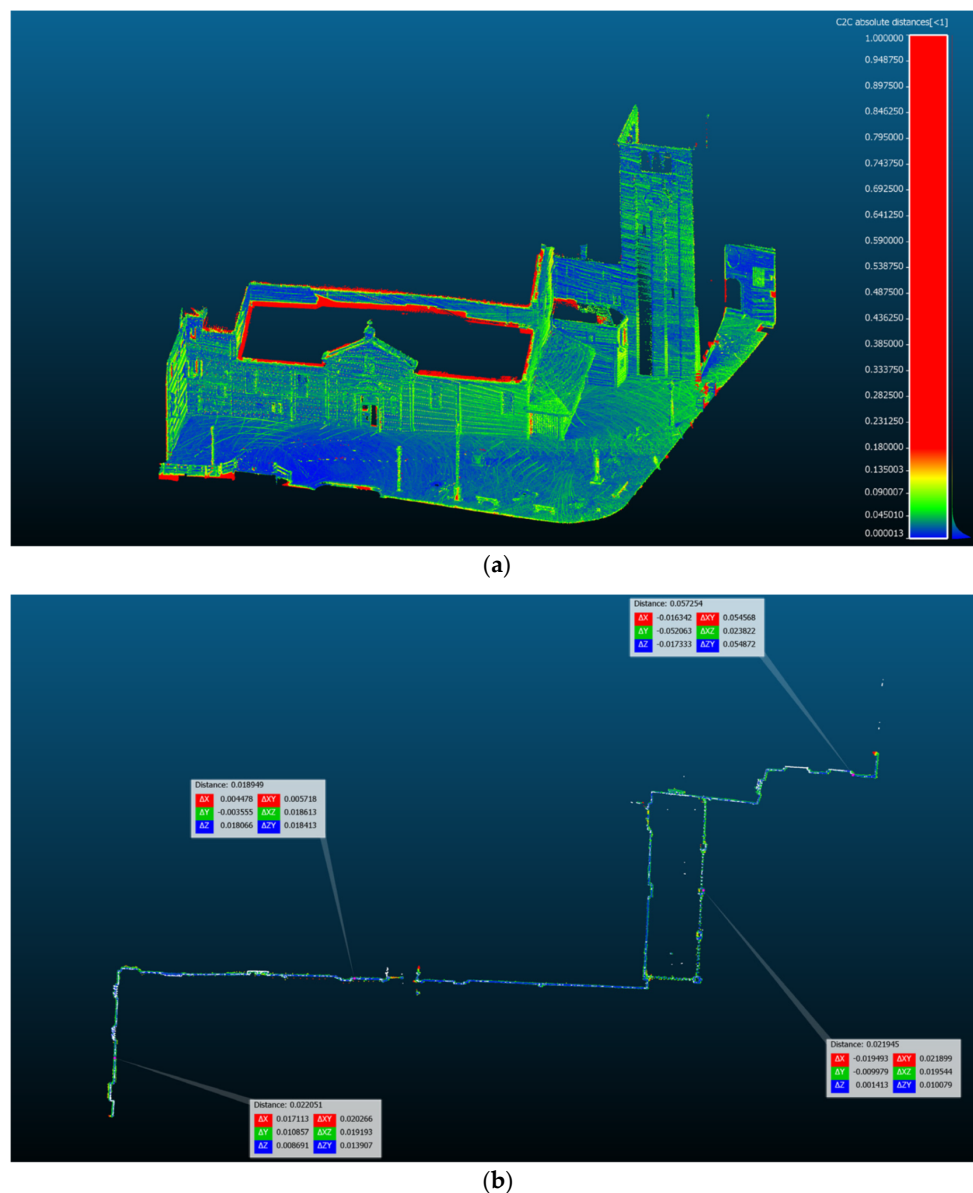 C2C absolute distances[<1]
1.000000
0.948750
0.897500
0.846250
0.795000
0.743750
0.692500
0.641250
0.590000
0.538750
0.487500
0.436250
0.385000
0.333750
0.282500
0.231250
0.180000
0.135003
0.090007
0.045010
0.000013
(a)
Distance: 0.057254
ΔX -0.016342 ΔXY 0.054568
ΔY -0.052063 ΔXZ 0.023822
ΔZ -0.017333 ΔZY 0.054872
Distance: 0.018949
ΔX 0.004478 ΔXY 0.005718
ΔY -0.003555 ΔXZ 0.018613
ΔZ 0.018066 ΔZY 0.018413
Distance: 0.021945
ΔX -0.019493 ΔXY 0.021899
ΔY -0.009979 ΔXZ 0.019544
ΔZ 0.001413 ΔZY 0.010079
Distance: 0.022051
ΔX 0.017113 ΔXY 0.020266
ΔY 0.010857 ΔXZ 0.019193
ΔZ 0.008691 ΔZY 0.013907
(b)